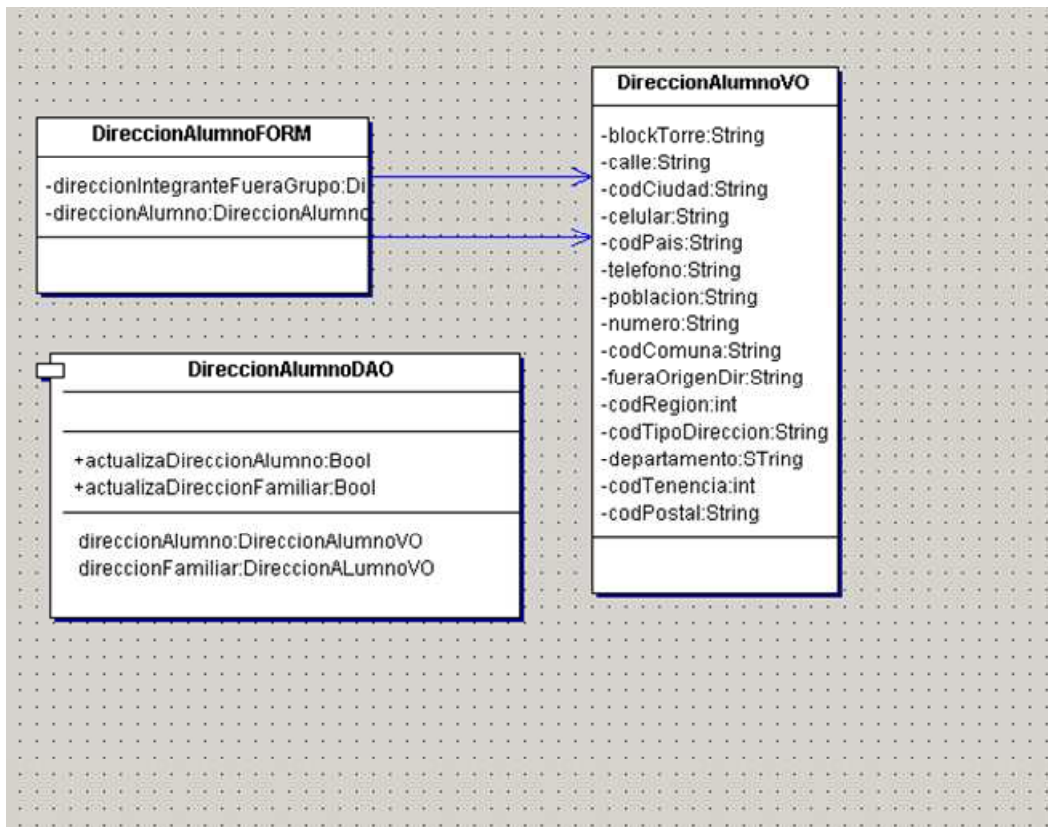 DireccionAlumnoFORM
-direccionIntegranteFueraGrupo:Di
-direccionAlumno:DireccionAlumno
DireccionAlumnoDAO
+actualizaDireccionAlumno:Bool
+actualizaDireccionFamiliar:Bool
direccionAlumno:DireccionAlumnoVO
direccionFamiliar:DireccionALumnoVO
DireccionAlumnoVO
-blockTorre:String
-calle:String
-codCiudad:String
-celular:String
-codPais:String
-telefono:String
-poblacion:String
-numero:String
-codComuna:String
-fueraOrigenDir:String
-codRegion:int
-codTipoDireccion:String
-departamento:STring
-codTenencia:int
-codPostal:String